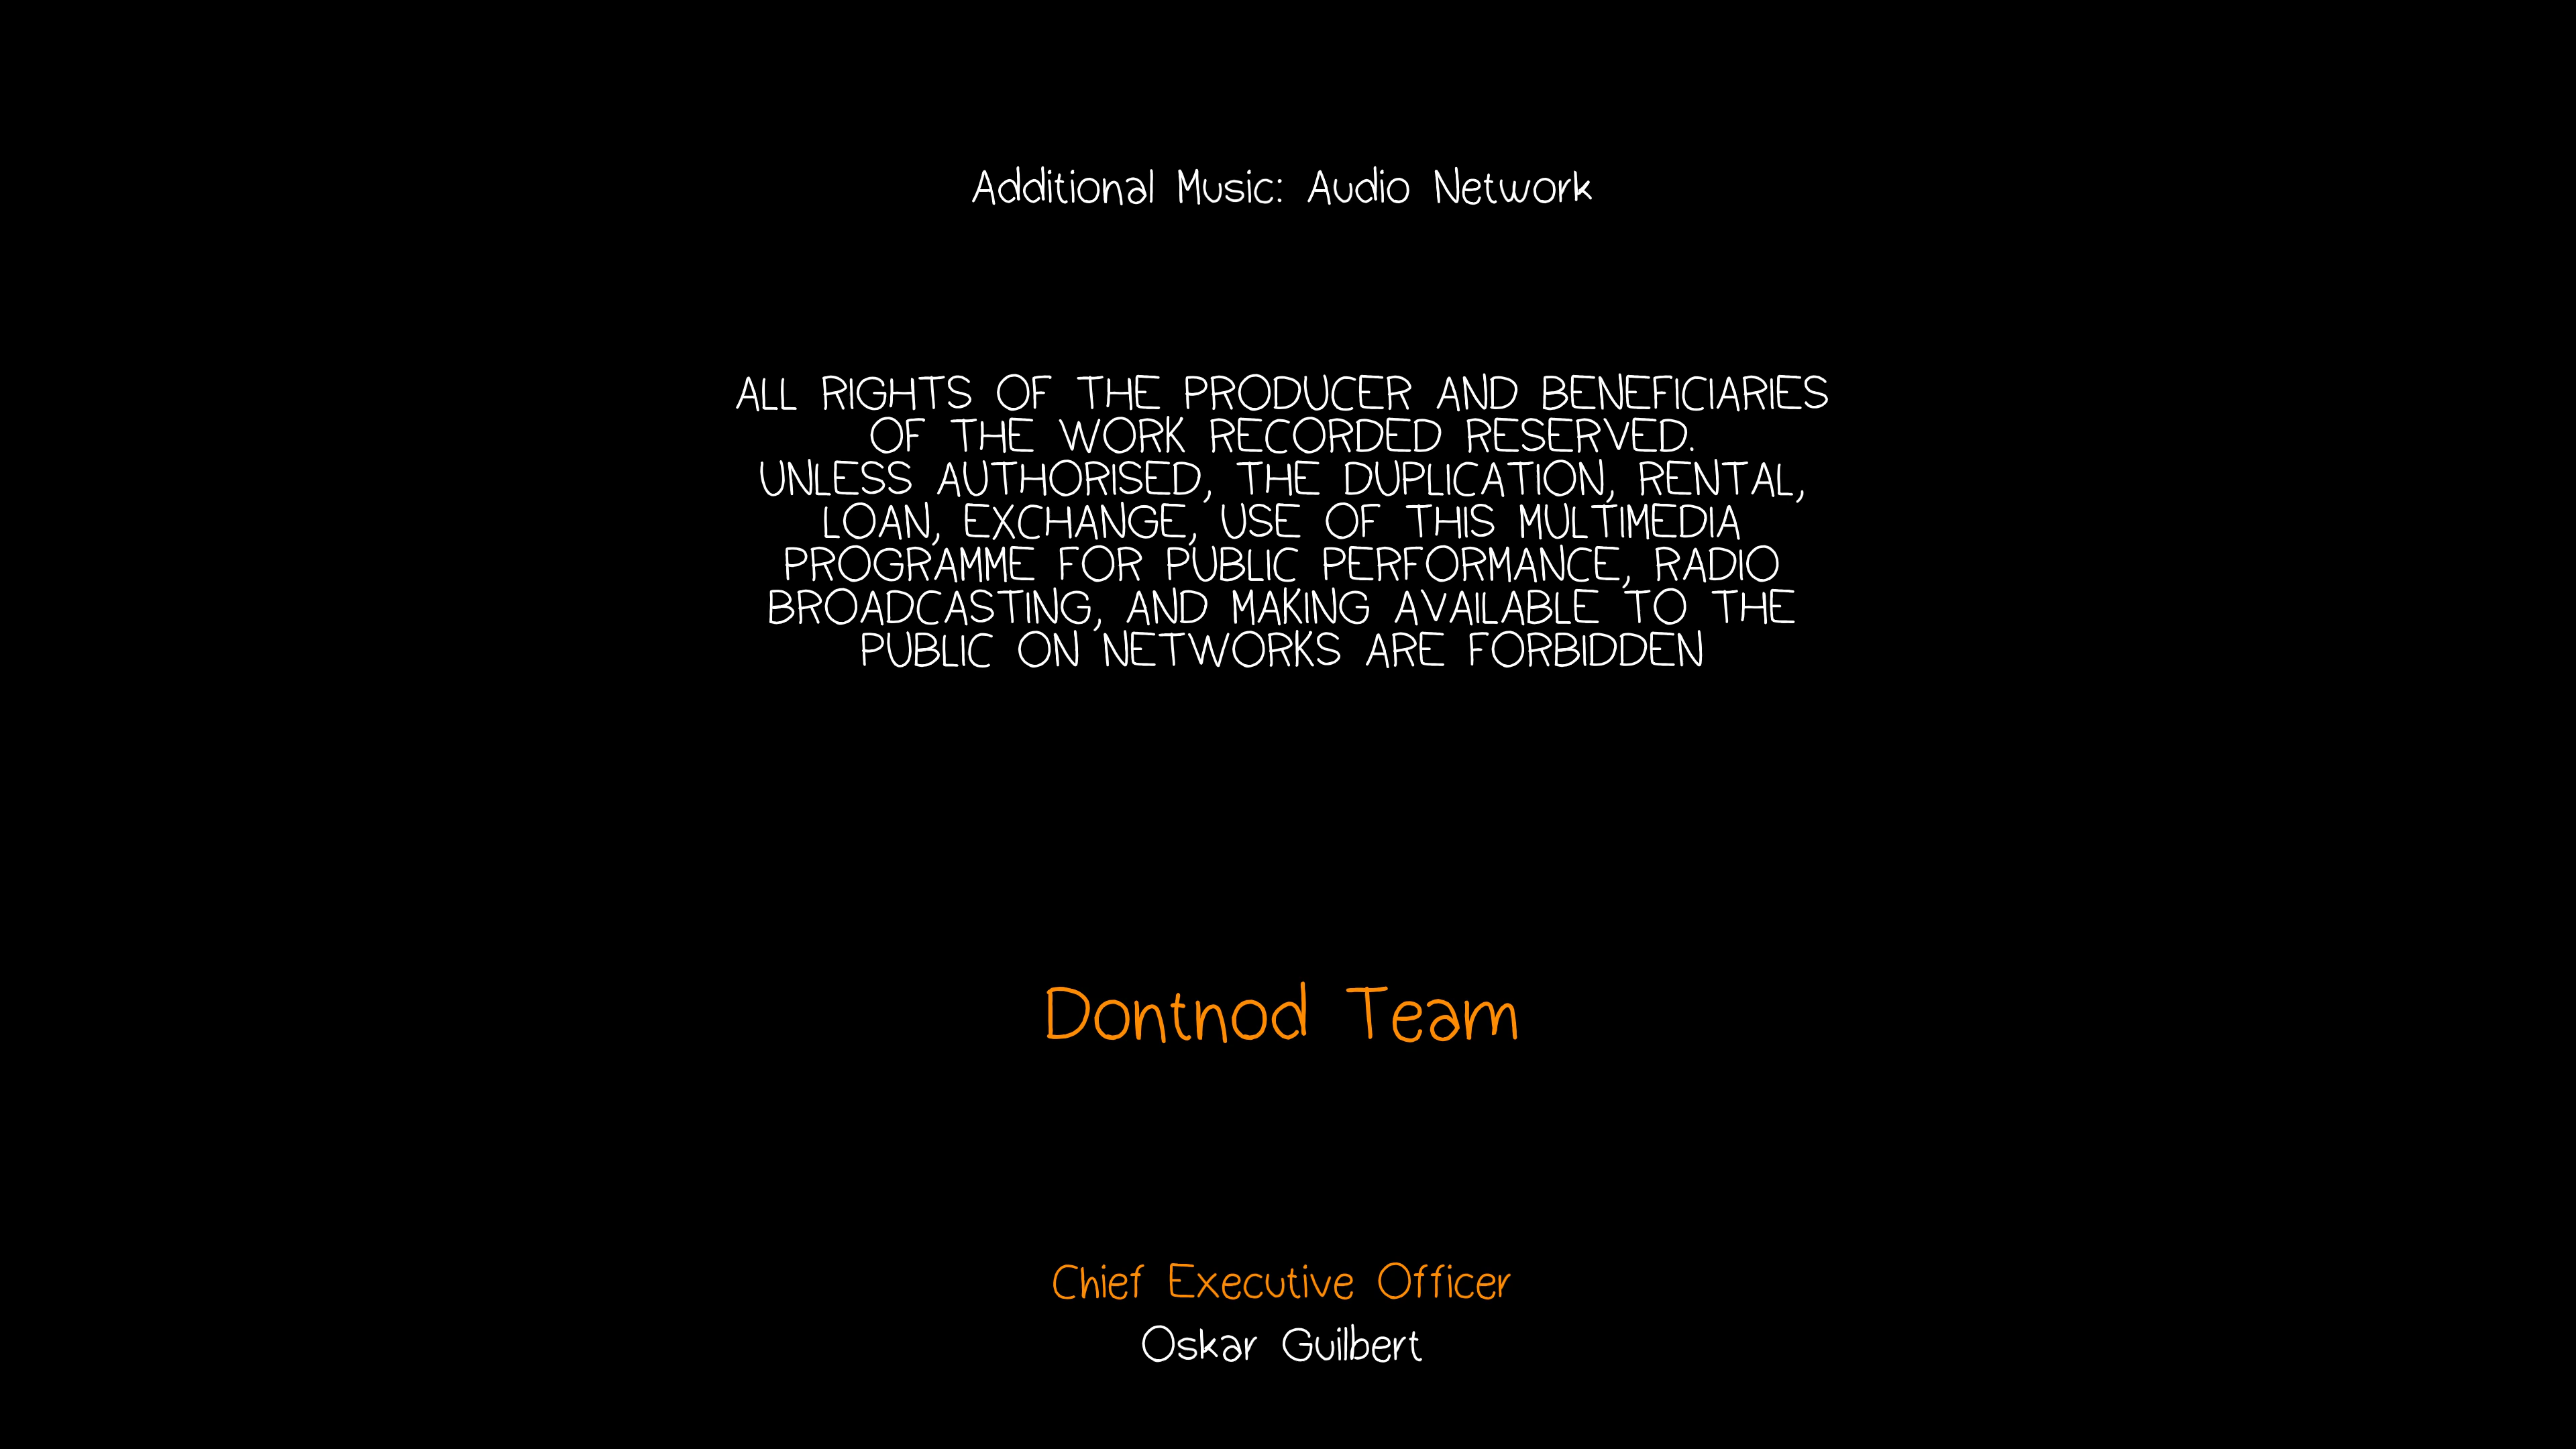 Additional Music: Audio Network
ALL RIGHTS OF THE PRODUCER AND BENEFICIARIES
OF THE WORK RECORDED RESERVED.
UNLESS AUTHORISED, THE DUPLICATION, RENTAL,
LOAN, EXCHANGE, USE OF THIS MULTIMEDIA
PROGRAMME FOR PUBLIC PERFORMANCE, RADIO
BROADCASTING, AND MAKING AVAILABLE TO THE
PUBLIC ON NETWORKS ARE FORBIDDEN
Dontnod Team
Chief Executive Officer
Oskar Guilbert